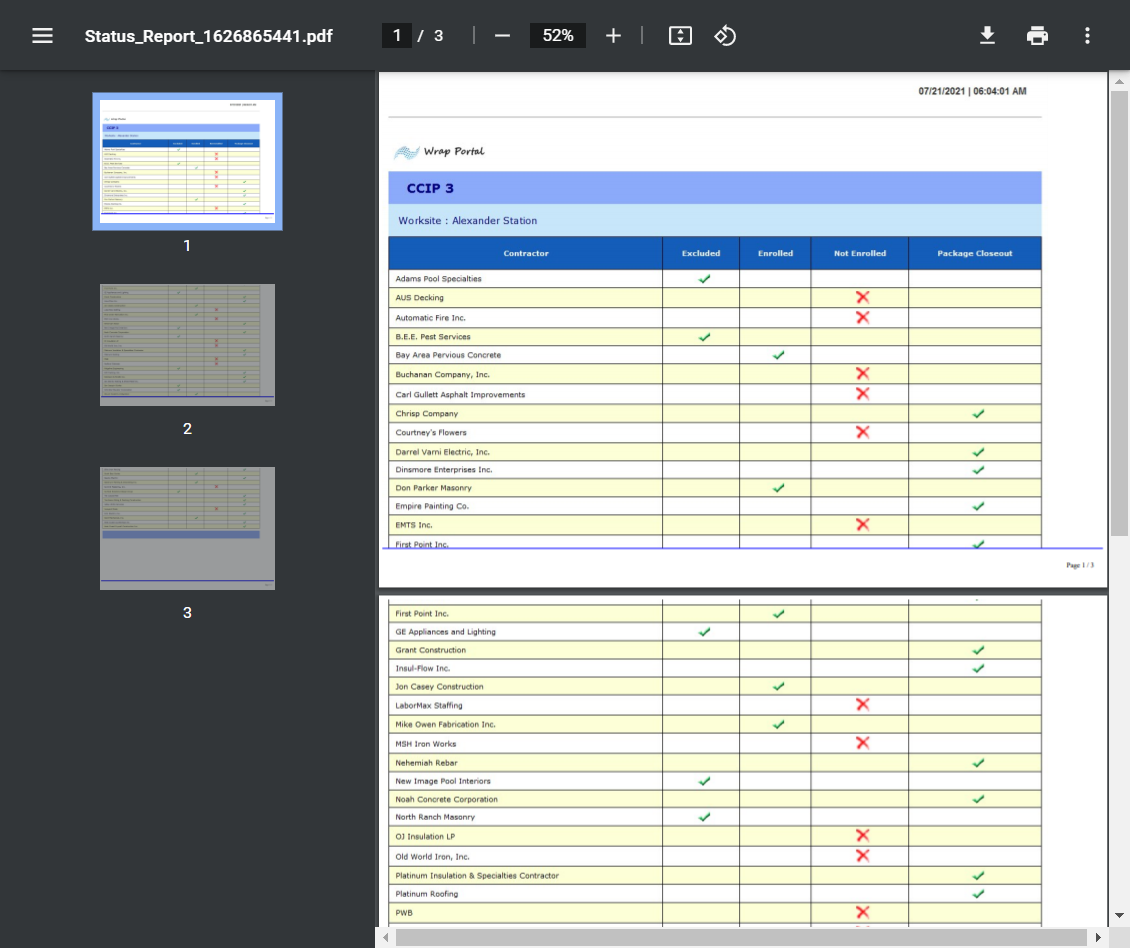 Status_Report_1626865441.pdf
1 / 3
52%
1
2
3
07/21/2021 | 06:04:01 AM
Wrap Portal
CCIP 3
Worksite : Alexander Station
Contractor Excluded Enrolled Not Enrolled Package Closeout
Adams Pool Specialties
AUS Decking
Automatic Fire Inc.
B.E.E. Pest Services
Bay Area Pervious Concrete
Buchanan Company, Inc.
Carl Gullett Asphalt Improvements
Chrisp Company
Courtney's Flowers
Darrel Varni Electric, Inc.
Dinsmore Enterprises Inc.
Don Parker Masonry
Empire Painting Co.
EMTS Inc.
First Point Inc.
Page 1 / 3
First Point Inc.
GE Appliances and Lighting
Grant Construction
Insul-Flow Inc.
Jon Casey Construction
LaborMax Staffing
Mike Owen Fabrication Inc.
MSH Iron Works
Nehemiah Rebar
New Image Pool Interiors
Noah Concrete Corporation
North Ranch Masonry
OJ Insulation LP
Old World Iron, Inc.
Platinum Insulation & Specialties Contractor
Platinum Roofing
PWB